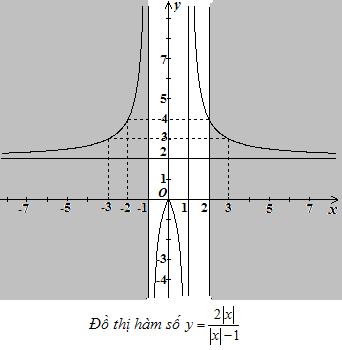 y
7
5
4
3
2
O
-7 -5 -3 -2 -1 1 2 3 5 7 x
-3
-4
Đồ thị hàm số y = 2|x| / (|x| - 1)